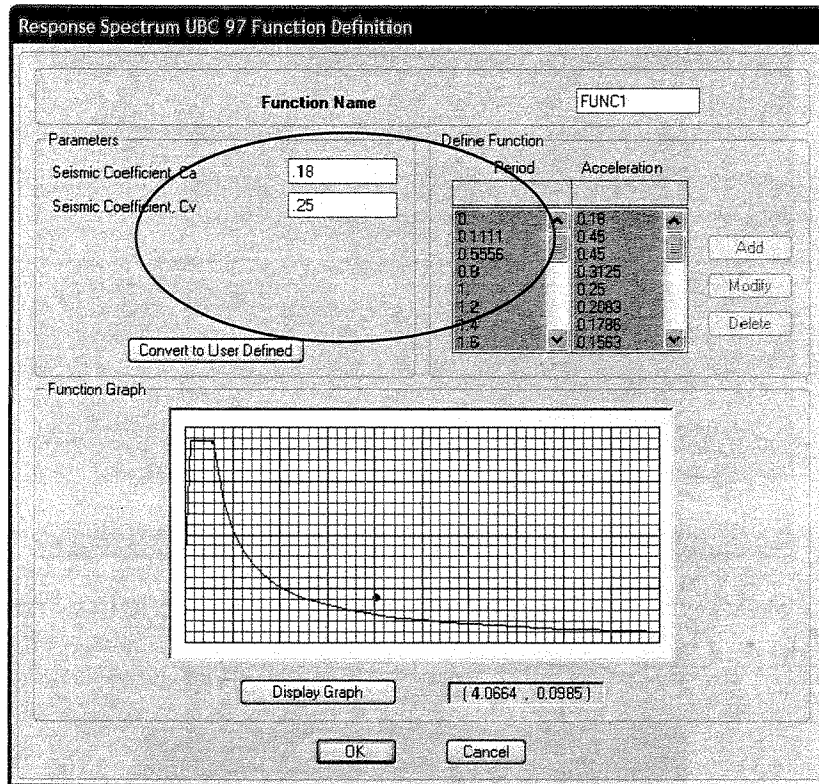 Response Spectrum UBC 97 Function Definition
Function Name
FUNC1
Parameters
Seismic Coefficient, Ca
.18
Seismic Coefficient, Cv
.25
Convert to User Defined
Define Function
Period Acceleration
0. 0.18
0.1111 0.45
0.5556 0.45
0.8 0.3125
1. 0.25
1.2 0.2083
1.4 0.1786
1.6 0.1563
Add
Modify
Delete
Function Graph
Display Graph
( 4.0664 , 0.0985 )
OK
Cancel